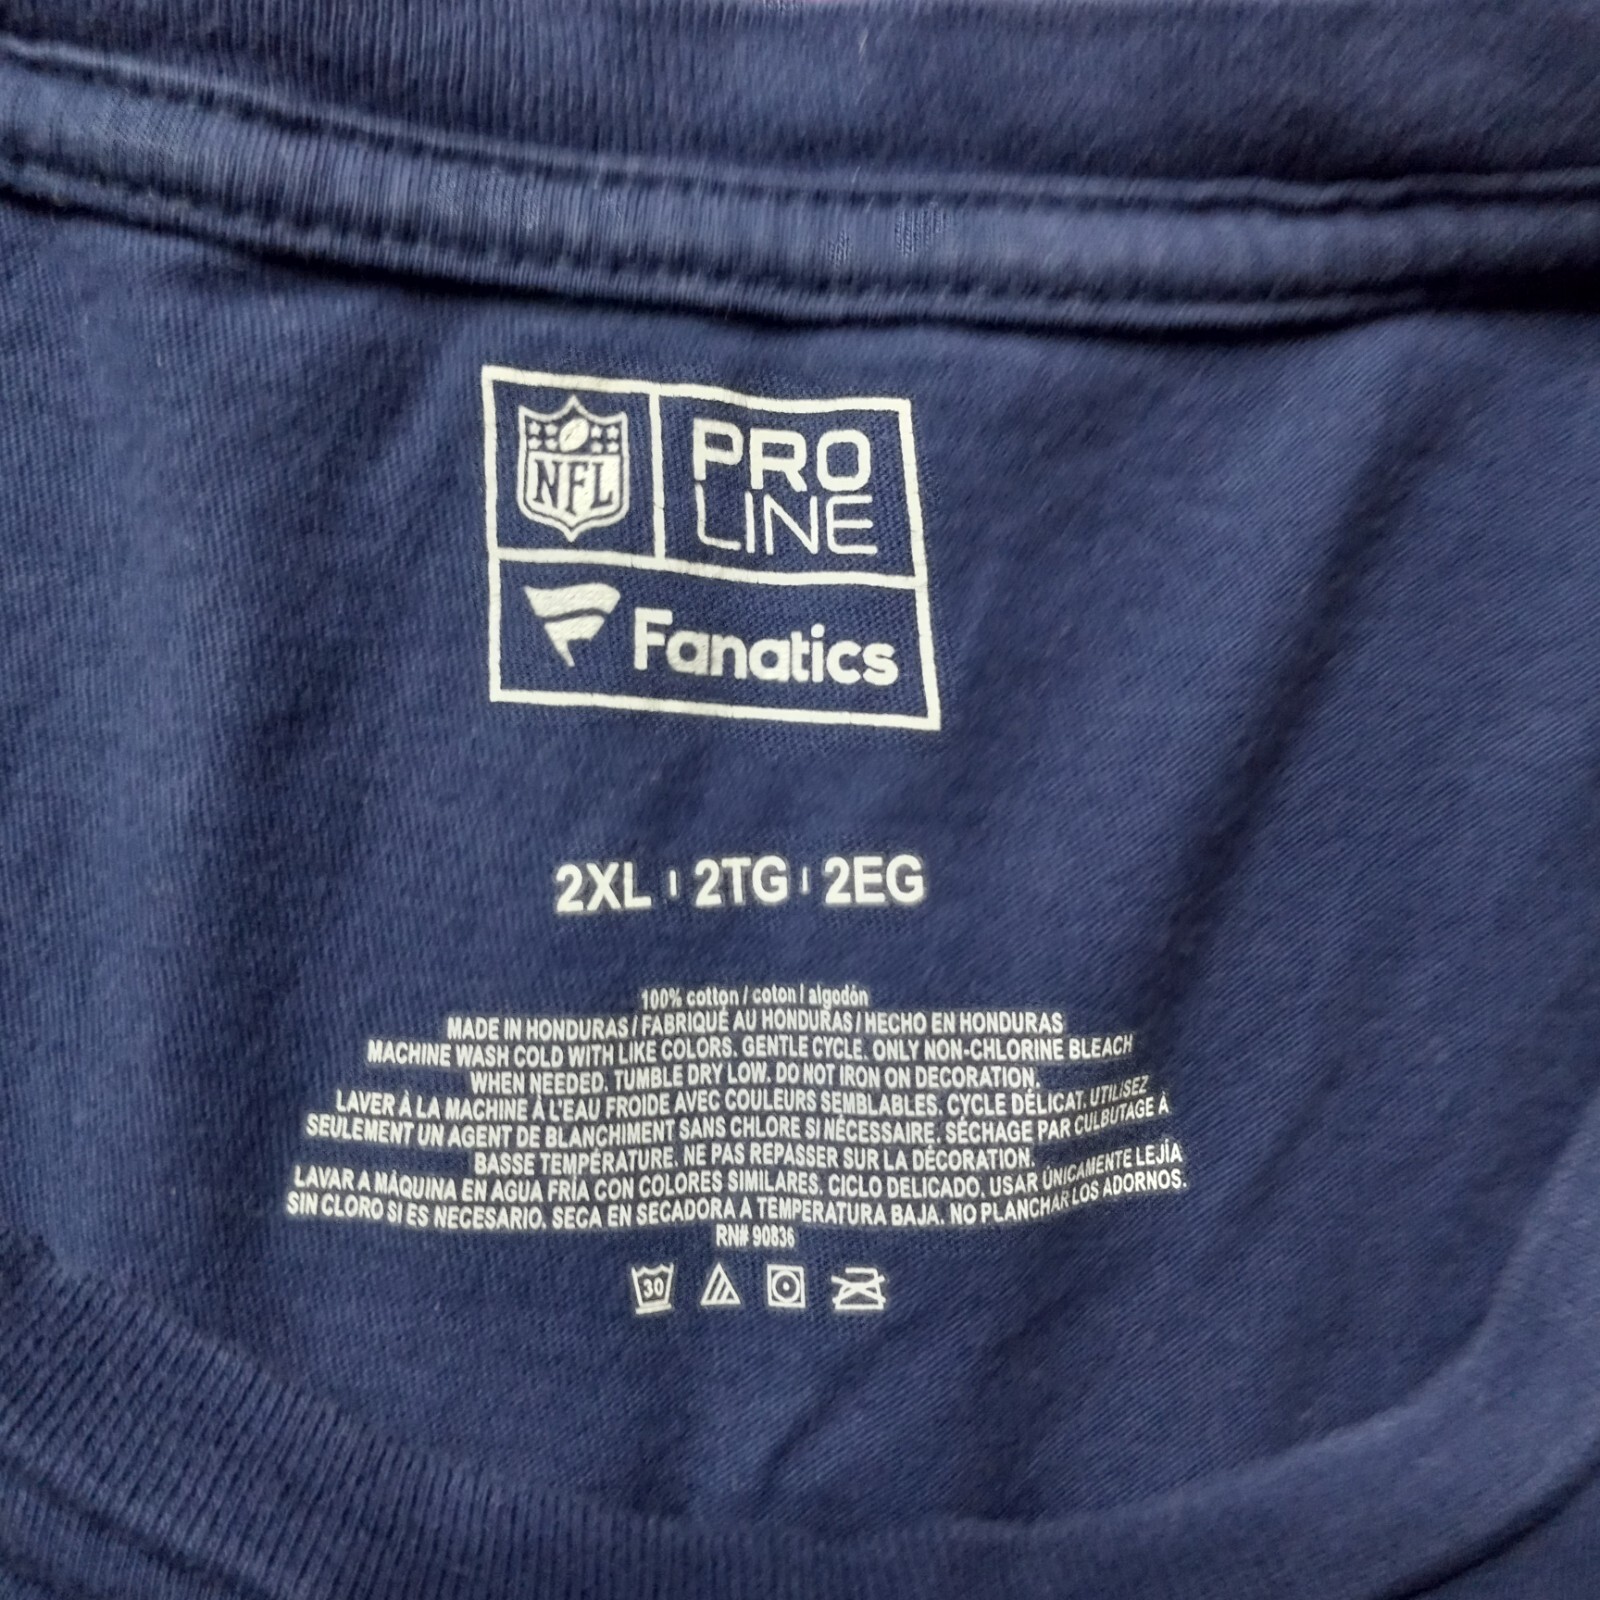 NFL
PRO
LINE
Fanatics
2XL | 2TG | 2EG
100% cotton / coton / algodón
MADE IN HONDURAS / FABRIQUÉ AU HONDURAS / HECHO EN HONDURAS
MACHINE WASH COLD WITH LIKE COLORS. GENTLE CYCLE. ONLY NON-CHLORINE BLEACH
WHEN NEEDED. TUMBLE DRY LOW. DO NOT IRON ON DECORATION.
LAVER À LA MACHINE À L'EAU FROIDE AVEC COULEURS SEMBLABLES. CYCLE DÉLICAT. UTILISEZ
SEULEMENT UN AGENT DE BLANCHIMENT SANS CHLORE SI NÉCESSAIRE. SÉCHAGE PAR CULBUTAGE À
BASSE TEMPÉRATURE. NE PAS REPASSER SUR LA DÉCORATION.
LAVAR A MÁQUINA EN AGUA FRÍA CON COLORES SIMILARES. CICLO DELICADO. USAR ÚNICAMENTE LEJÍA
SIN CLORO SI ES NECESARIO. SECA EN SECADORA A TEMPERATURA BAJA. NO PLANCHAR LOS ADORNOS.
RN# 90836
30